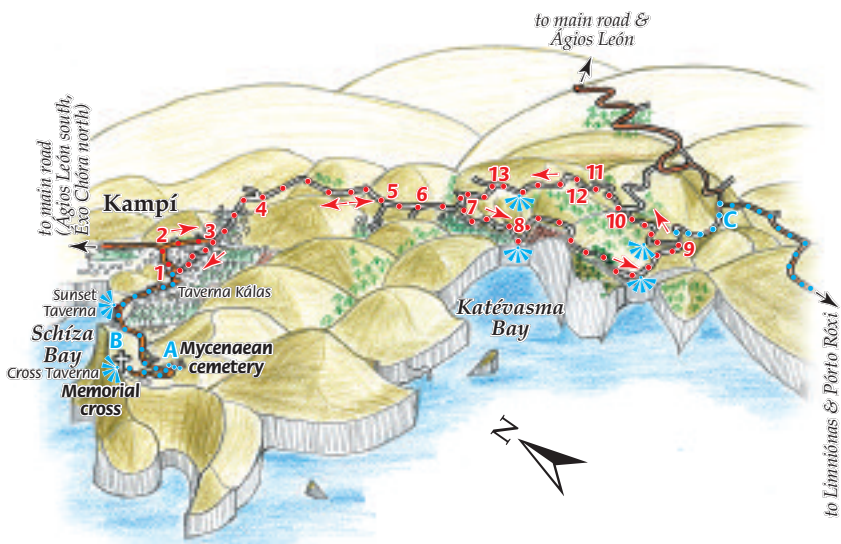 to main road &
Ágios León
to main road
(Ágios León south,
Exo Chóra north)
Kampí
1
2
3
4
5
6
7
8
9
10
11
12
13
Taverna Kálas
Sunset
Taverna
Schíza
Bay
B
A
C
Mycenaean
cemetery
Cross Taverna
Memorial
cross
Katévasma
Bay
N
to Limniónas & Pórto Róxi